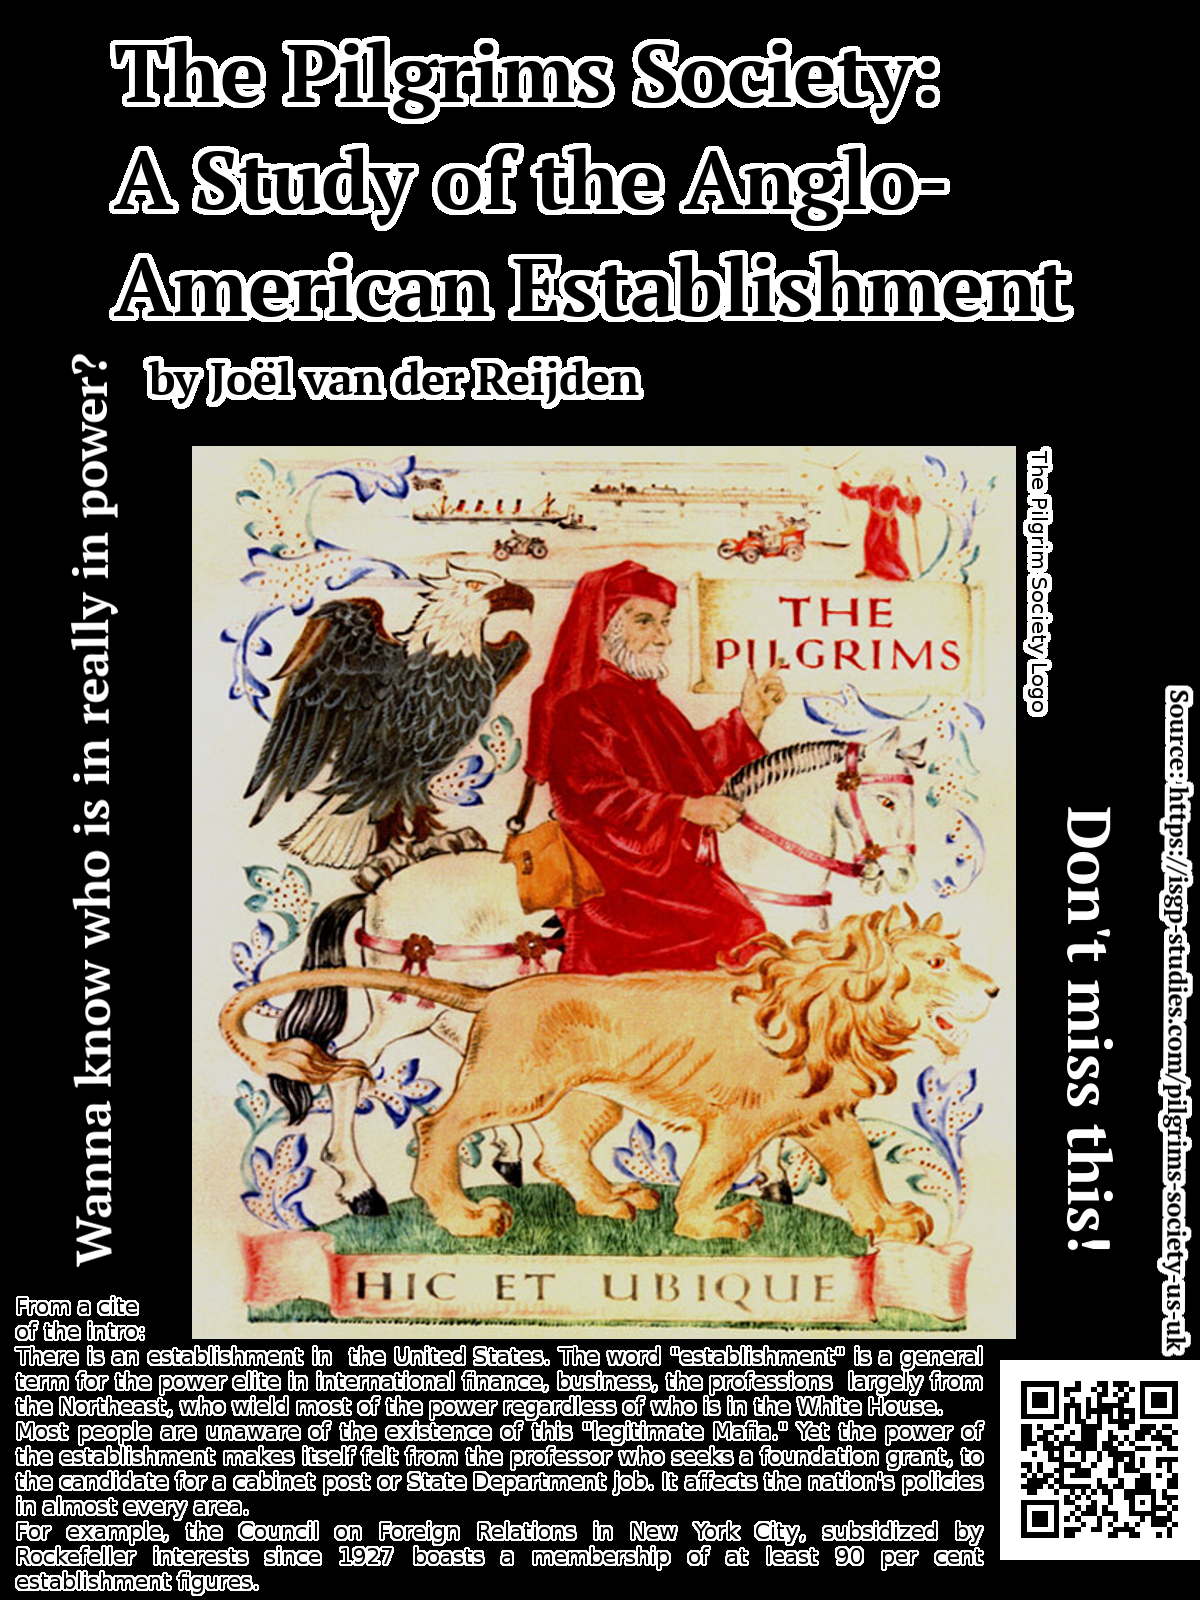 The Pilgrims Society:
A Study of the Anglo-
American Establishment
by Joël van der Reijden
Wanna know who is in really in power?
THE
PILGRIMS
The Pilgrim Society Logo
Don't miss this!
Source: https://isgp-studies.com/pilgrims-society-us-uk
HIC ET UBIQUE
From a cite
of the intro:
There is an establishment in the United States. The word "establishment" is a general
term for the power elite in international finance, business, the professions largely from
the Northeast, who wield most of the power regardless of who is in the White House.
Most people are unaware of the existence of this "legitimate Mafia." Yet the power of
the establishment makes itself felt from the professor who seeks a foundation grant, to
the candidate for a cabinet post or State Department job. It affects the nation's policies
in almost every area.
For example, the Council on Foreign Relations in New York City, subsidized by
Rockefeller interests since 1927 boasts a membership of at least 90 per cent
establishment figures.